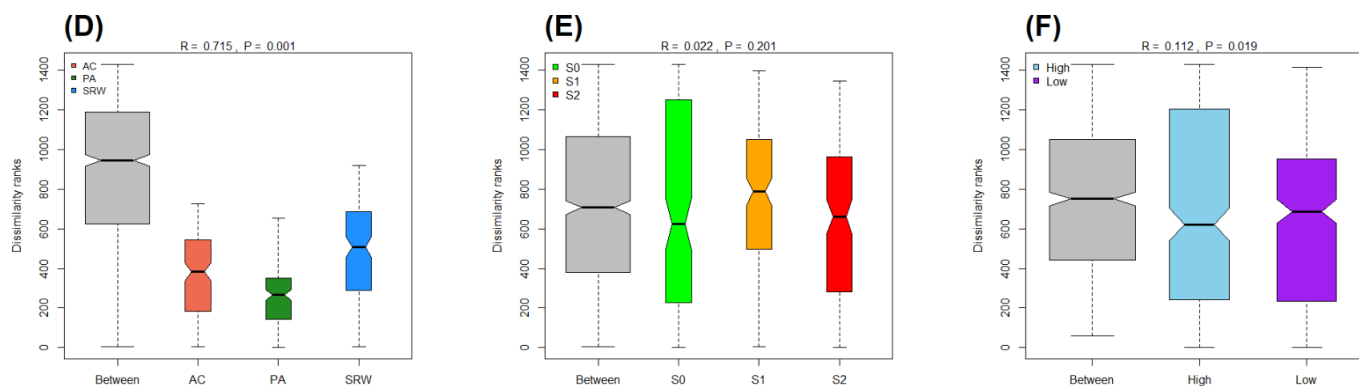 (D)
R = 0.715 , P = 0.001
AC
PA
SRW
Dissimilarity ranks
0 200 400 600 800 1000 1200 1400
Between AC PA SRW
(E)
R = 0.022 , P = 0.201
S0
S1
S2
Dissimilarity ranks
0 200 400 600 800 1000 1200 1400
Between S0 S1 S2
(F)
R = 0.112 , P = 0.019
High
Low
Dissimilarity ranks
0 200 400 600 800 1000 1200 1400
Between High Low